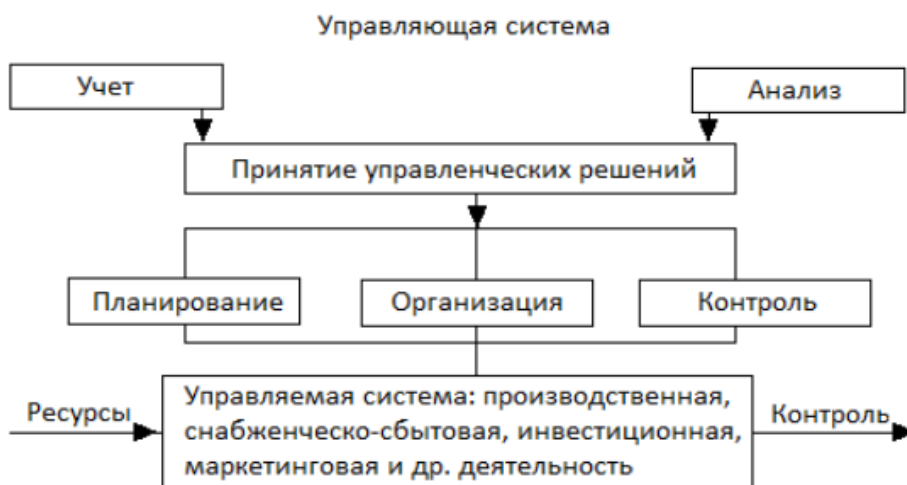 Управляющая система
Учет
Анализ
Принятие управленческих решений
Планирование
Организация
Контроль
Ресурсы
Управляемая система: производственная,
снабженческо-сбытовая, инвестиционная,
маркетинговая и др. деятельность
Контроль